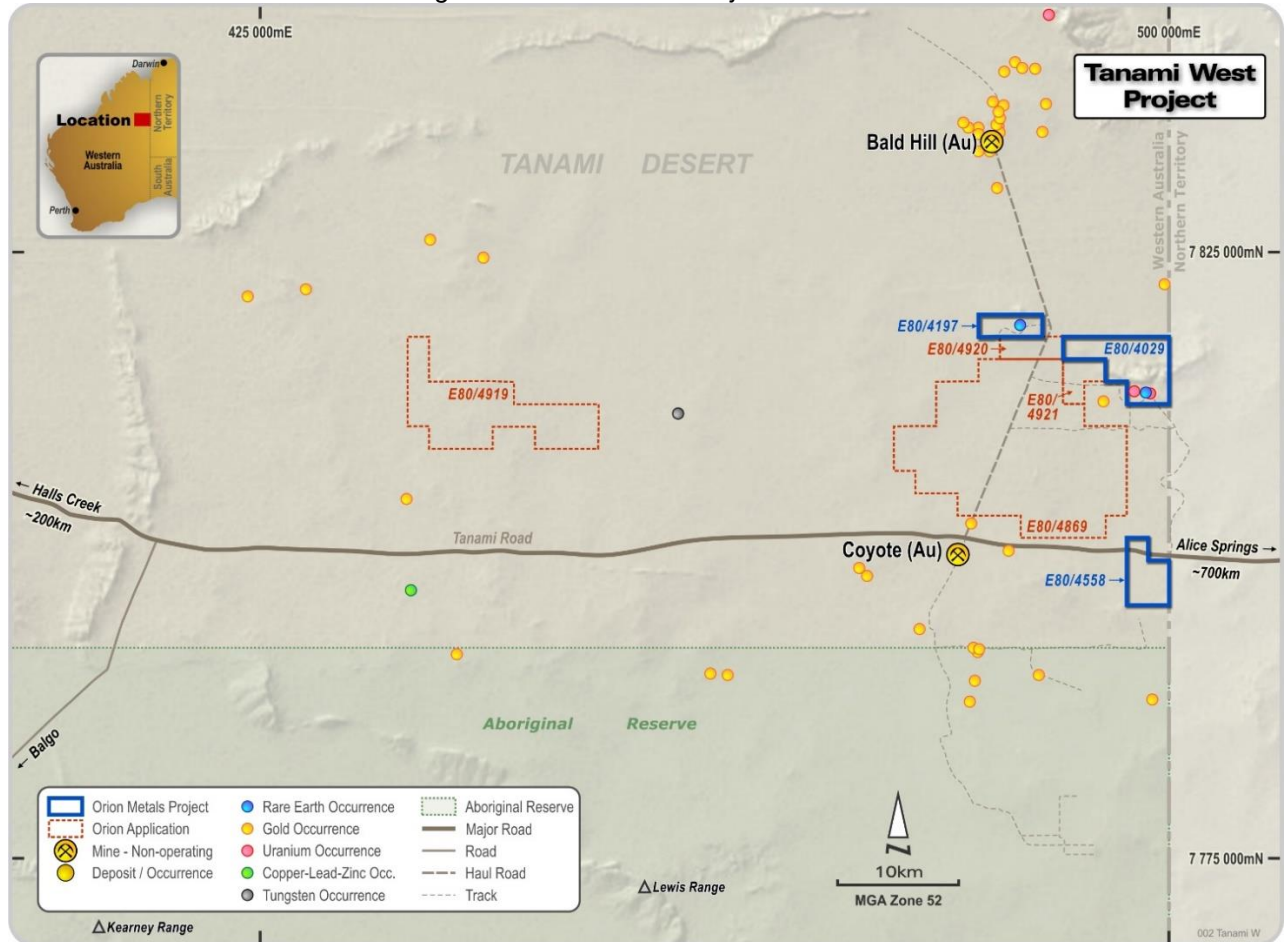 425 000mE
500 000mE
Tanami West
Project
Darwin
Location
Northern
Territory
Western
Australia
South
Australia
Perth
TANAMI DESERT
Bald Hill (Au)
Western Australia
Northern Territory
7 825 000mN
E80/4197
E80/4920
E80/4029
E80/4919
E80/
4921
Halls Creek
~200km
E80/4869
Tanami Road
Coyote (Au)
Alice Springs
~700km
E80/4558
Balgo
Aboriginal Reserve
Orion Metals Project
Orion Application
Mine - Non-operating
Deposit / Occurrence
Rare Earth Occurrence
Gold Occurrence
Uranium Occurrence
Copper-Lead-Zinc Occ.
Tungsten Occurrence
Aboriginal Reserve
Major Road
Road
Haul Road
Track
7 775 000mN
N
10km
MGA Zone 52
Lewis Range
Kearney Range
002 Tanami W